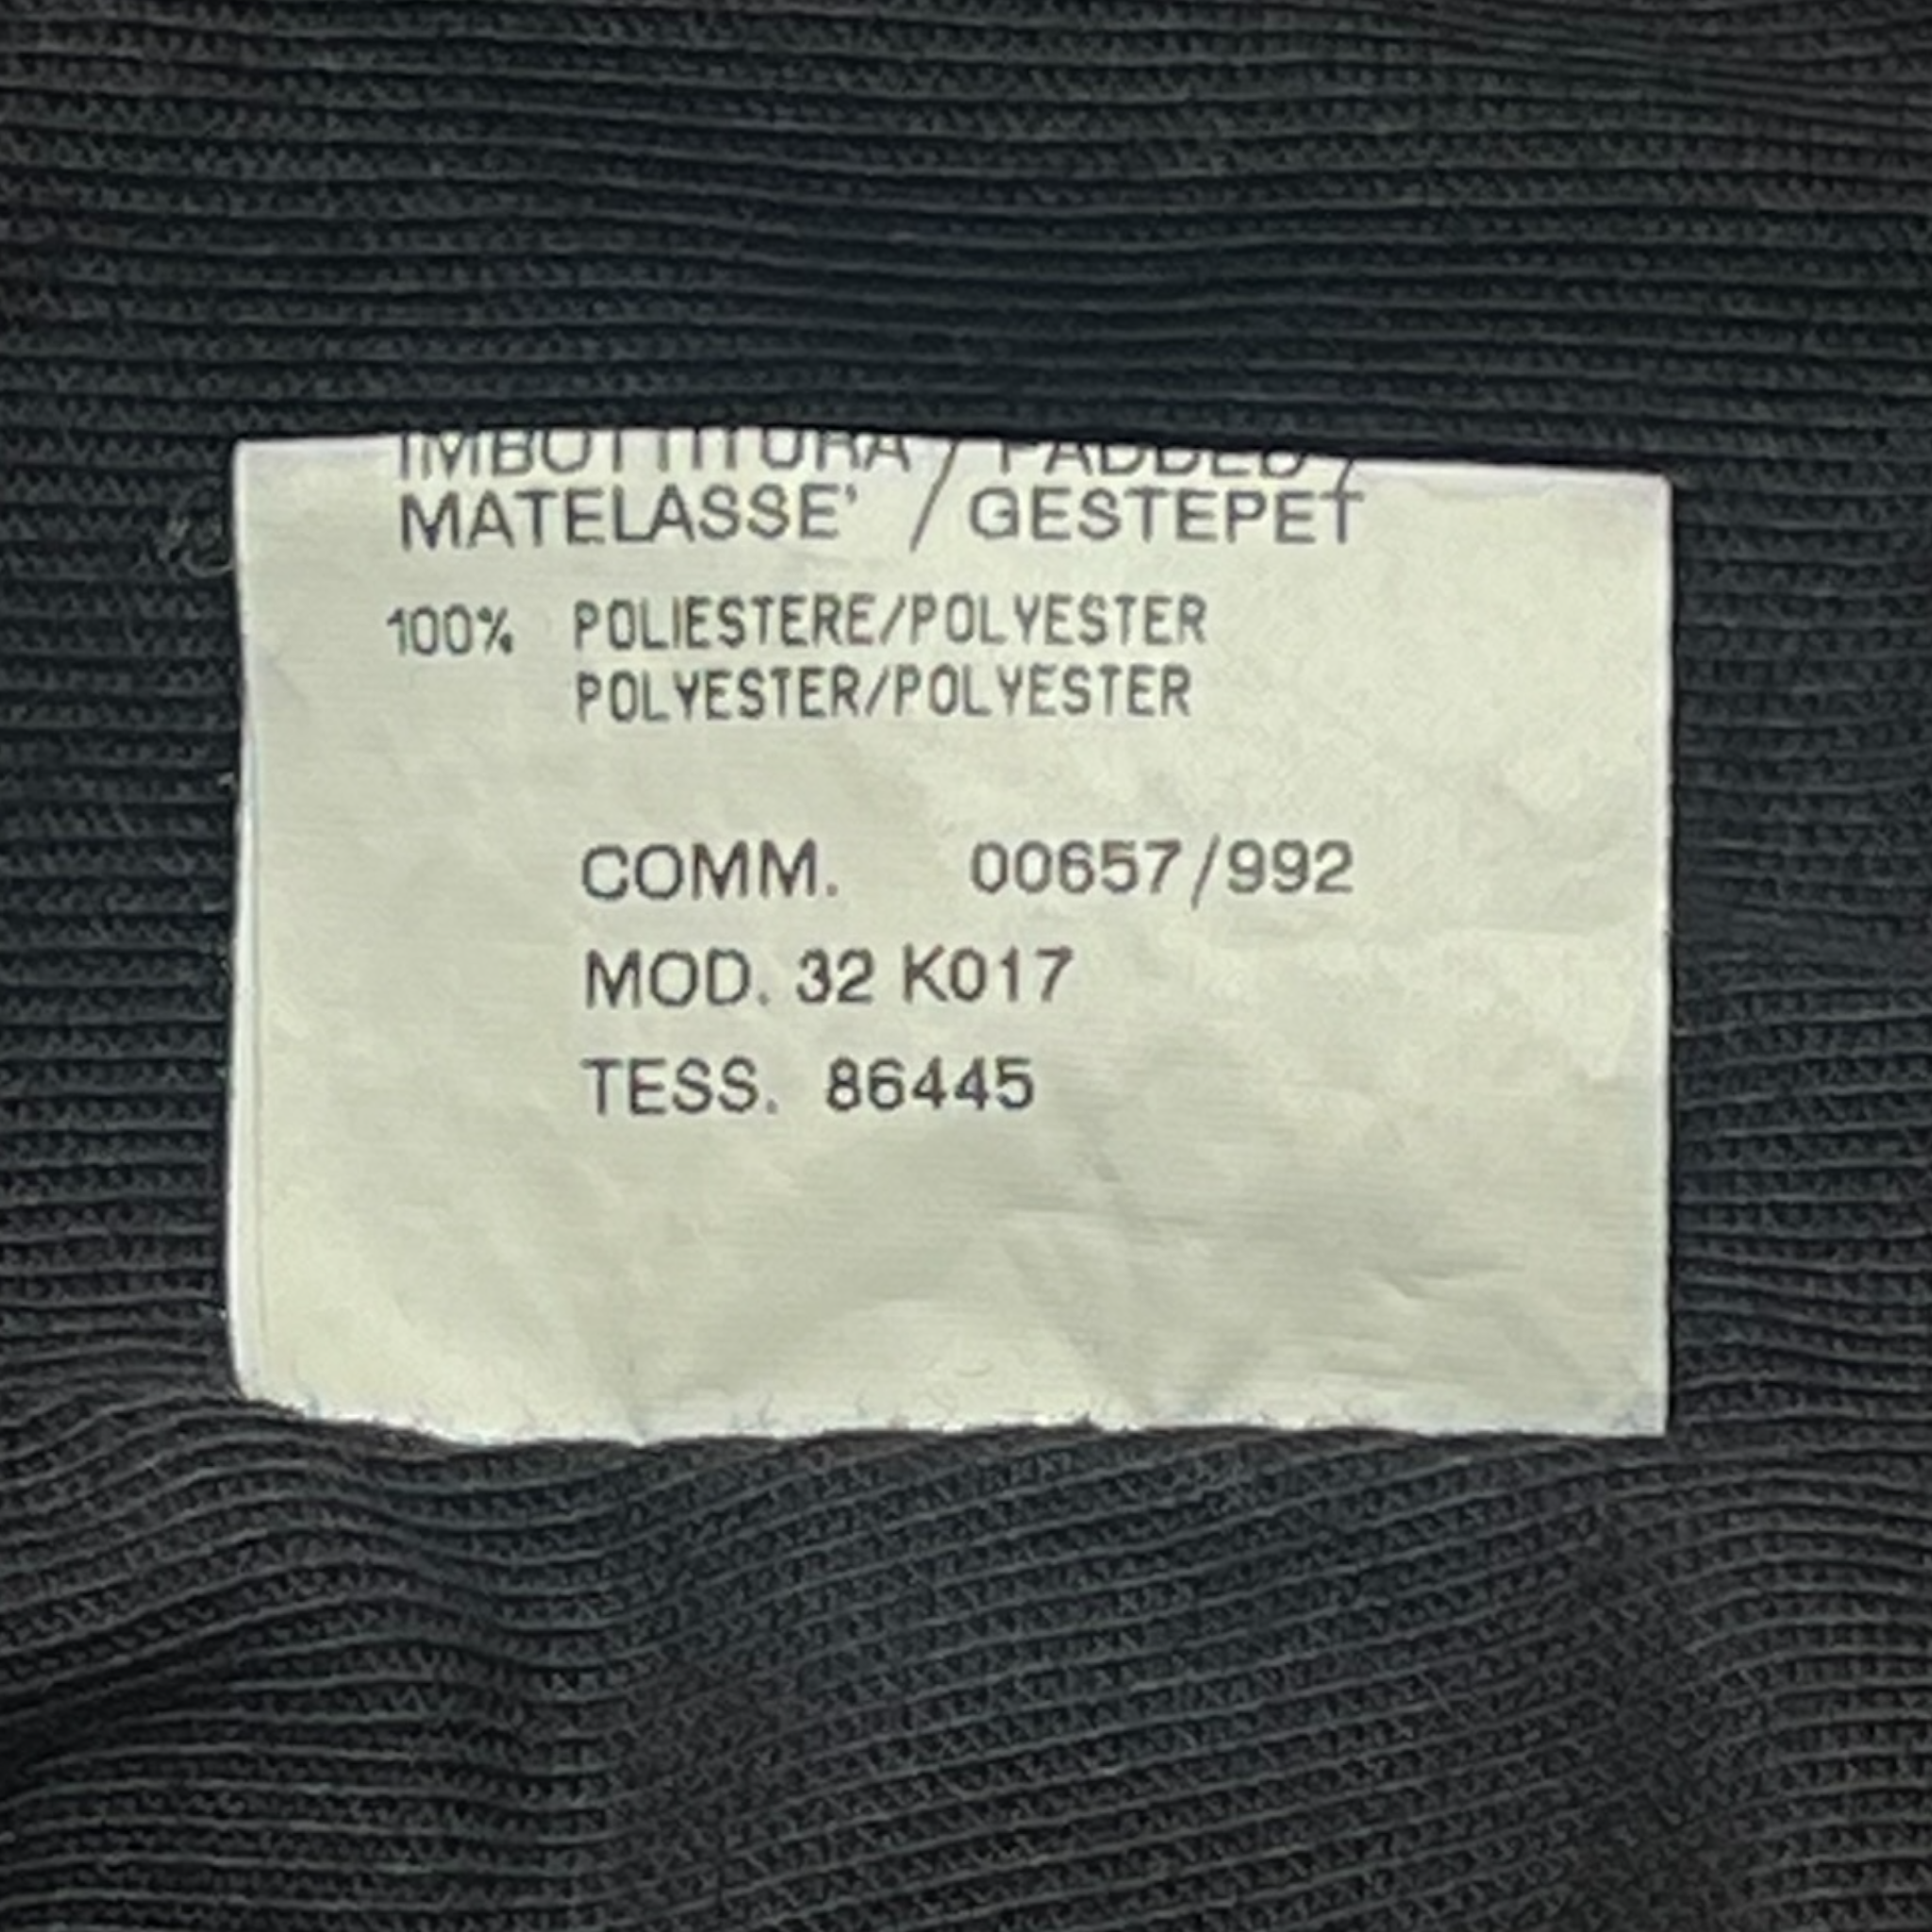 IMBOTTITURA / PADDED /
MATELASSE' / GESTEPET
100% POLIESTERE/POLYESTER
POLYESTER/POLYESTER
COMM. 00657/992
MOD. 32 K017
TESS. 86445